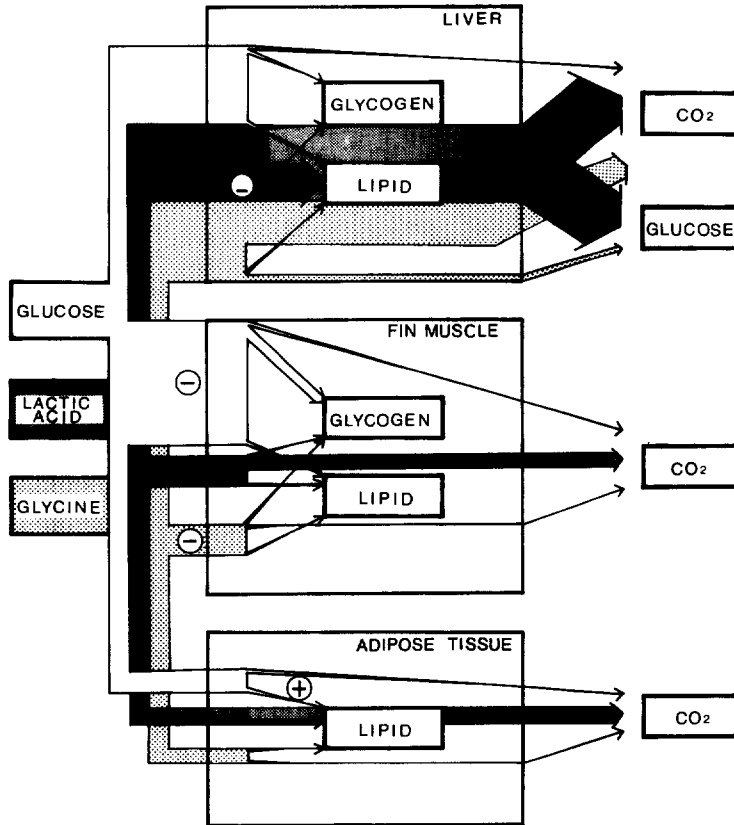 LIVER
GLYCOGEN
CO2
LIPID
−
GLUCOSE
GLUCOSE
FIN MUSCLE
−
LACTIC
ACID
GLYCOGEN
CO2
GLYCINE
LIPID
−
ADIPOSE TISSUE
+
LIPID
CO2